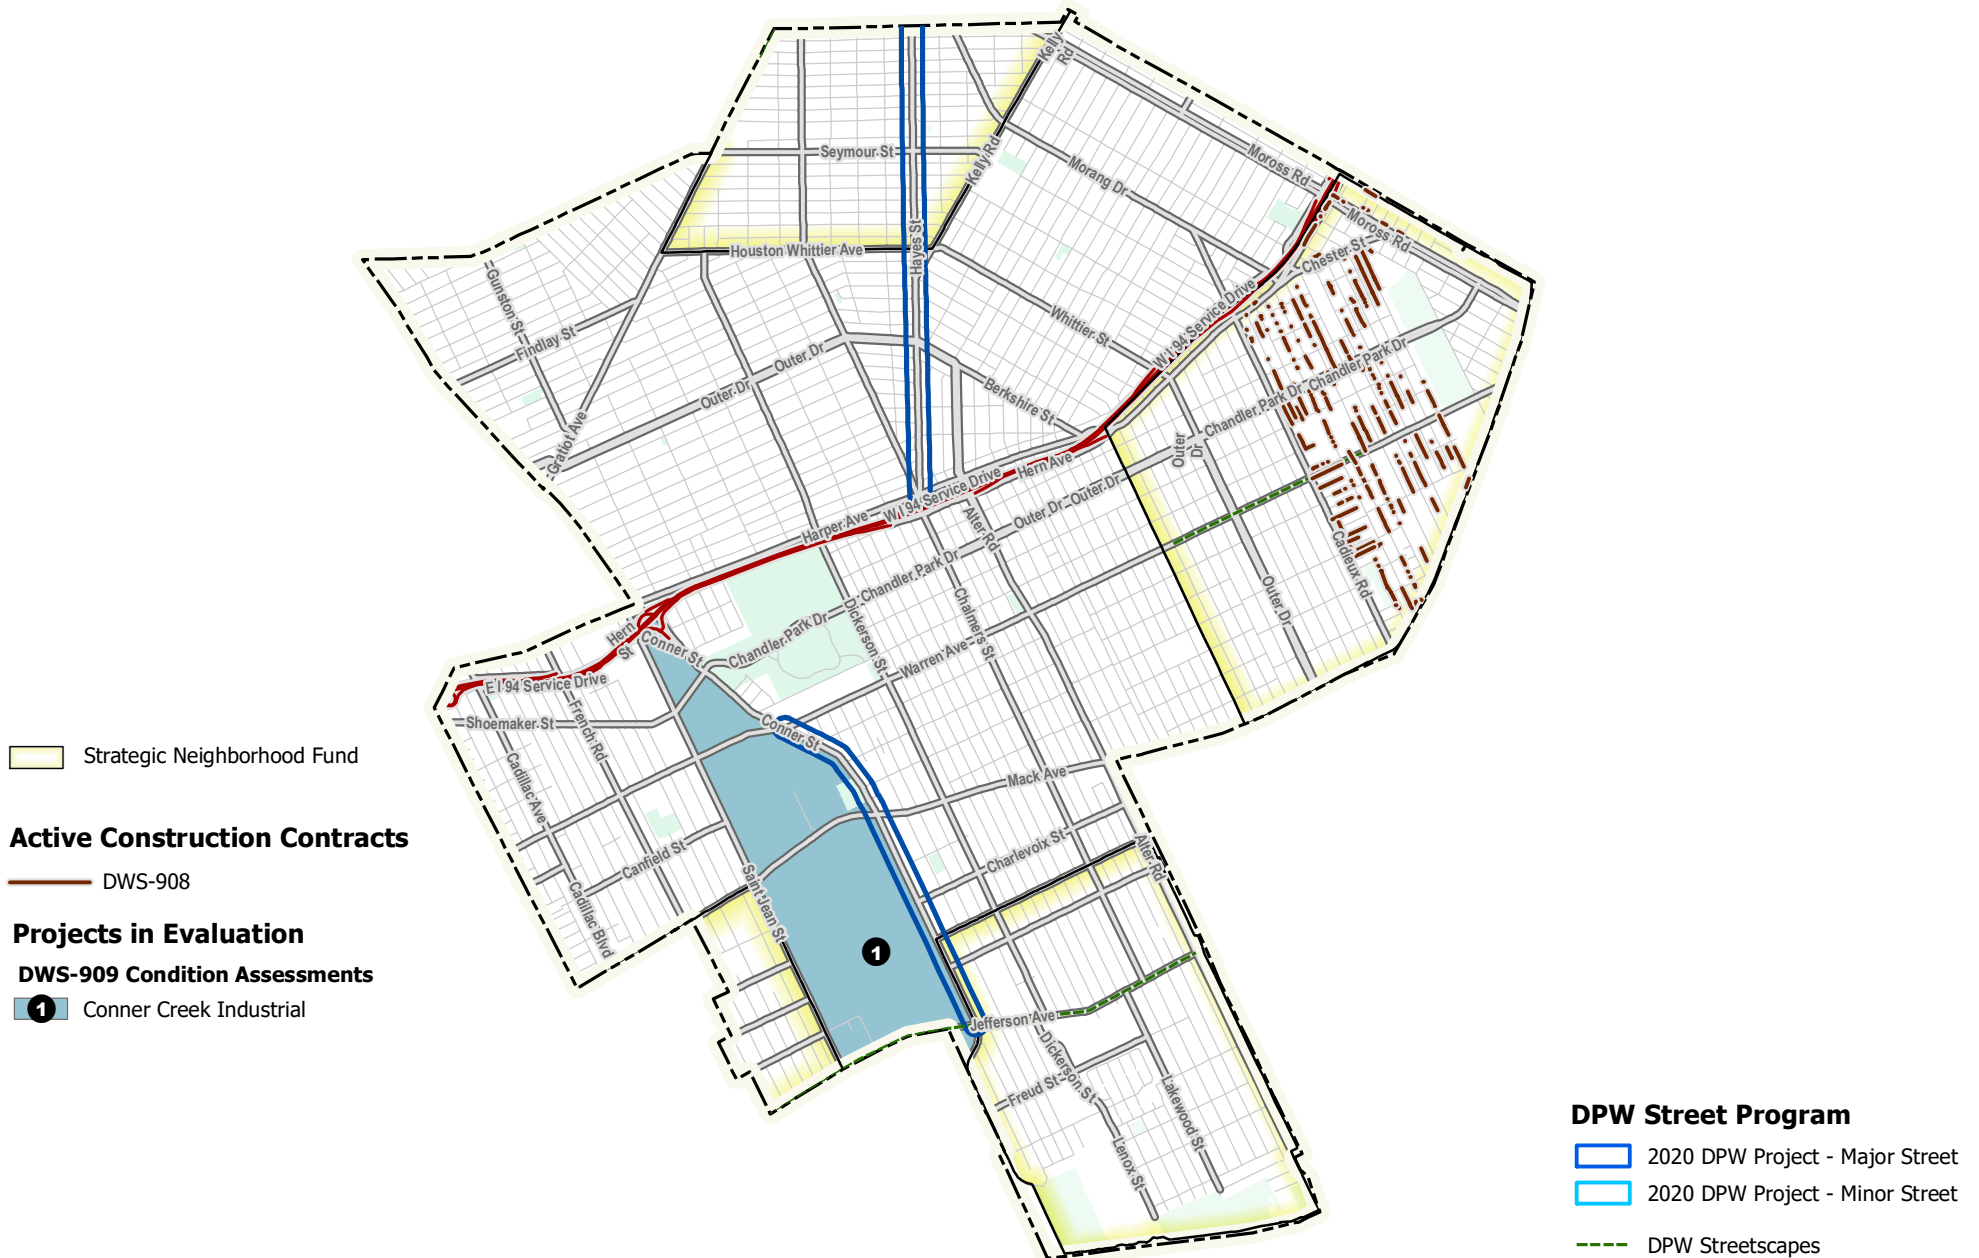 Kelly
Rd
Seymour St
Kelly Rd
Morang Dr
Moross Rd
Moross Rd
Houston Whittier Ave
Hayes St
Chester St
Gunston St
Findlay St
Whittier St
W I 94 Service Drive
Outer Dr
Outer Dr
Berkshire St
Chandler Park Dr
Chandler Park Dr
Gratiot Ave
Outer
Dr
Hern Ave
W I 94 Service Drive
Outer Dr
Outer Dr
Harper Ave
Alter Rd
Chandler Park Dr
Cadieux Rd
Outer Dr
Hern
St
Conner St
Chandler Park Dr
Dickerson St
Chalmers St
Warren Ave
E I 94 Service Drive
Shoemaker St
French Rd
Conner St
Cadillac Ave
Mack Ave
Canfield St
Charlevoix St
Alter Rd
Saint Jean St
Cadillac Blvd
Jefferson Ave
Dickerson St
Freud St
Lakewood St
Lenox St
1
Strategic Neighborhood Fund
Active Construction Contracts
DWS-908
Projects in Evaluation
DWS-909 Condition Assessments
1 Conner Creek Industrial
DPW Street Program
2020 DPW Project - Major Street
2020 DPW Project - Minor Street
DPW Streetscapes